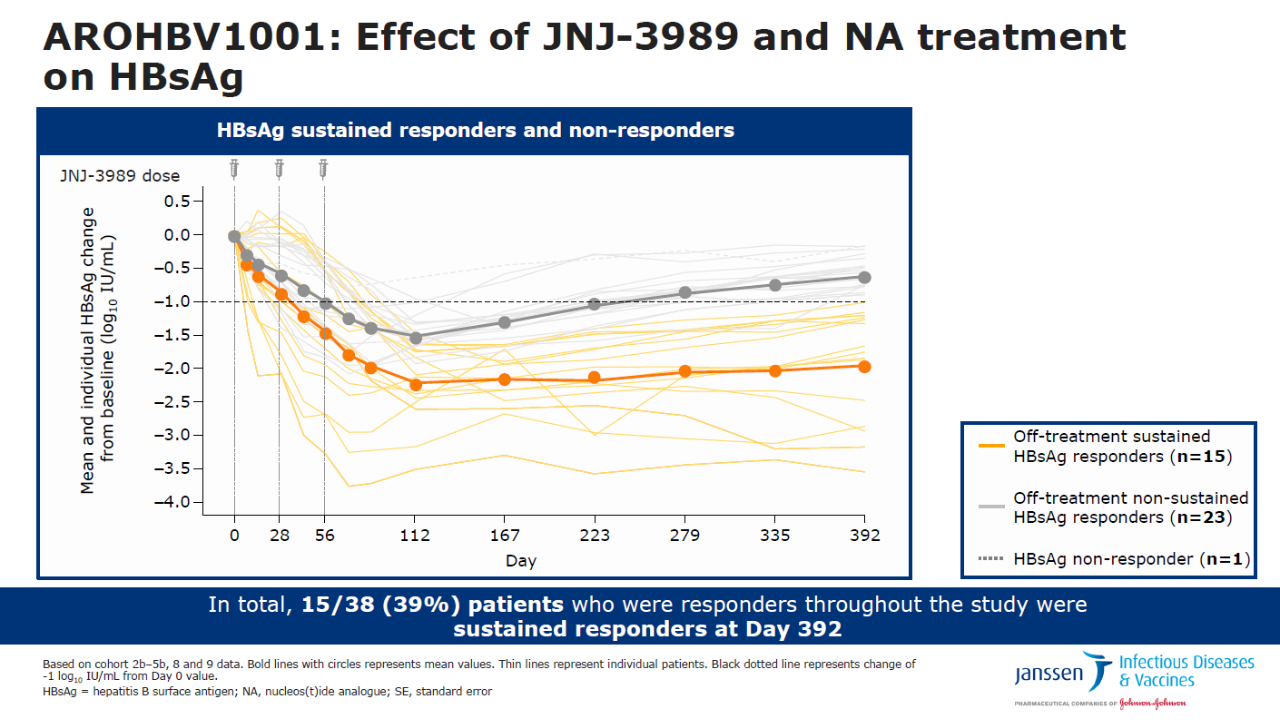 AROHBV1001: Effect of JNJ-3989 and NA treatment
on HBsAg
HBsAg sustained responders and non-responders
JNJ-3989 dose
Mean and individual HBsAg change
from baseline (log₁₀ IU/mL)
0.5
0.0
–0.5
–1.0
–1.5
–2.0
–2.5
–3.0
–3.5
–4.0
0 28 56 112 167 223 279 335 392
Day
Off-treatment sustained
HBsAg responders (n=15)
Off-treatment non-sustained
HBsAg responders (n=23)
HBsAg non-responder (n=1)
In total, 15/38 (39%) patients who were responders throughout the study were
sustained responders at Day 392
Based on cohort 2b–5b, 8 and 9 data. Bold lines with circles represents mean values. Thin lines represent individual patients. Black dotted line represents change of
-1 log₁₀ IU/mL from Day 0 value.
HBsAg = hepatitis B surface antigen; NA, nucleos(t)ide analogue; SE, standard error
janssen Infectious Diseases
& Vaccines
PHARMACEUTICAL COMPANIES OF Johnson & Johnson